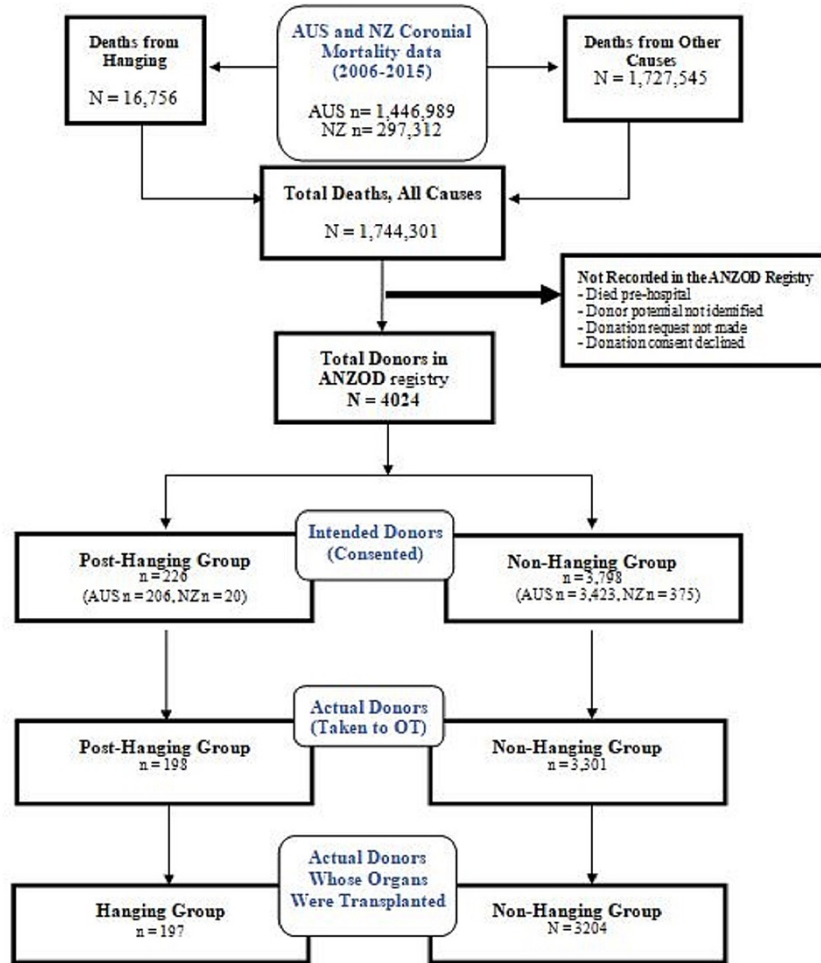 Deaths from
Hanging
N = 16,756
AUS and NZ Coronial
Mortality data
(2006-2015)
AUS n= 1,446,989
NZ n= 297,312
Deaths from Other
Causes
N = 1,727,545
Total Deaths, All Causes
N = 1,744,301
Not Recorded in the ANZOD Registry
- Died pre-hospital
- Donor potential not identified
- Donation request not made
- Donation consent declined
Total Donors in
ANZOD registry
N = 4024
Intended Donors
(Consented)
Post-Hanging Group
n = 226
(AUS n = 206, NZ n = 20)
Non-Hanging Group
n = 3,798
(AUS n = 3,423, NZ n = 375)
Actual Donors
(Taken to OT)
Post-Hanging Group
n = 198
Non-Hanging Group
n = 3,301
Actual Donors
Whose Organs
Were Transplanted
Hanging Group
n = 197
Non-Hanging Group
N = 3204